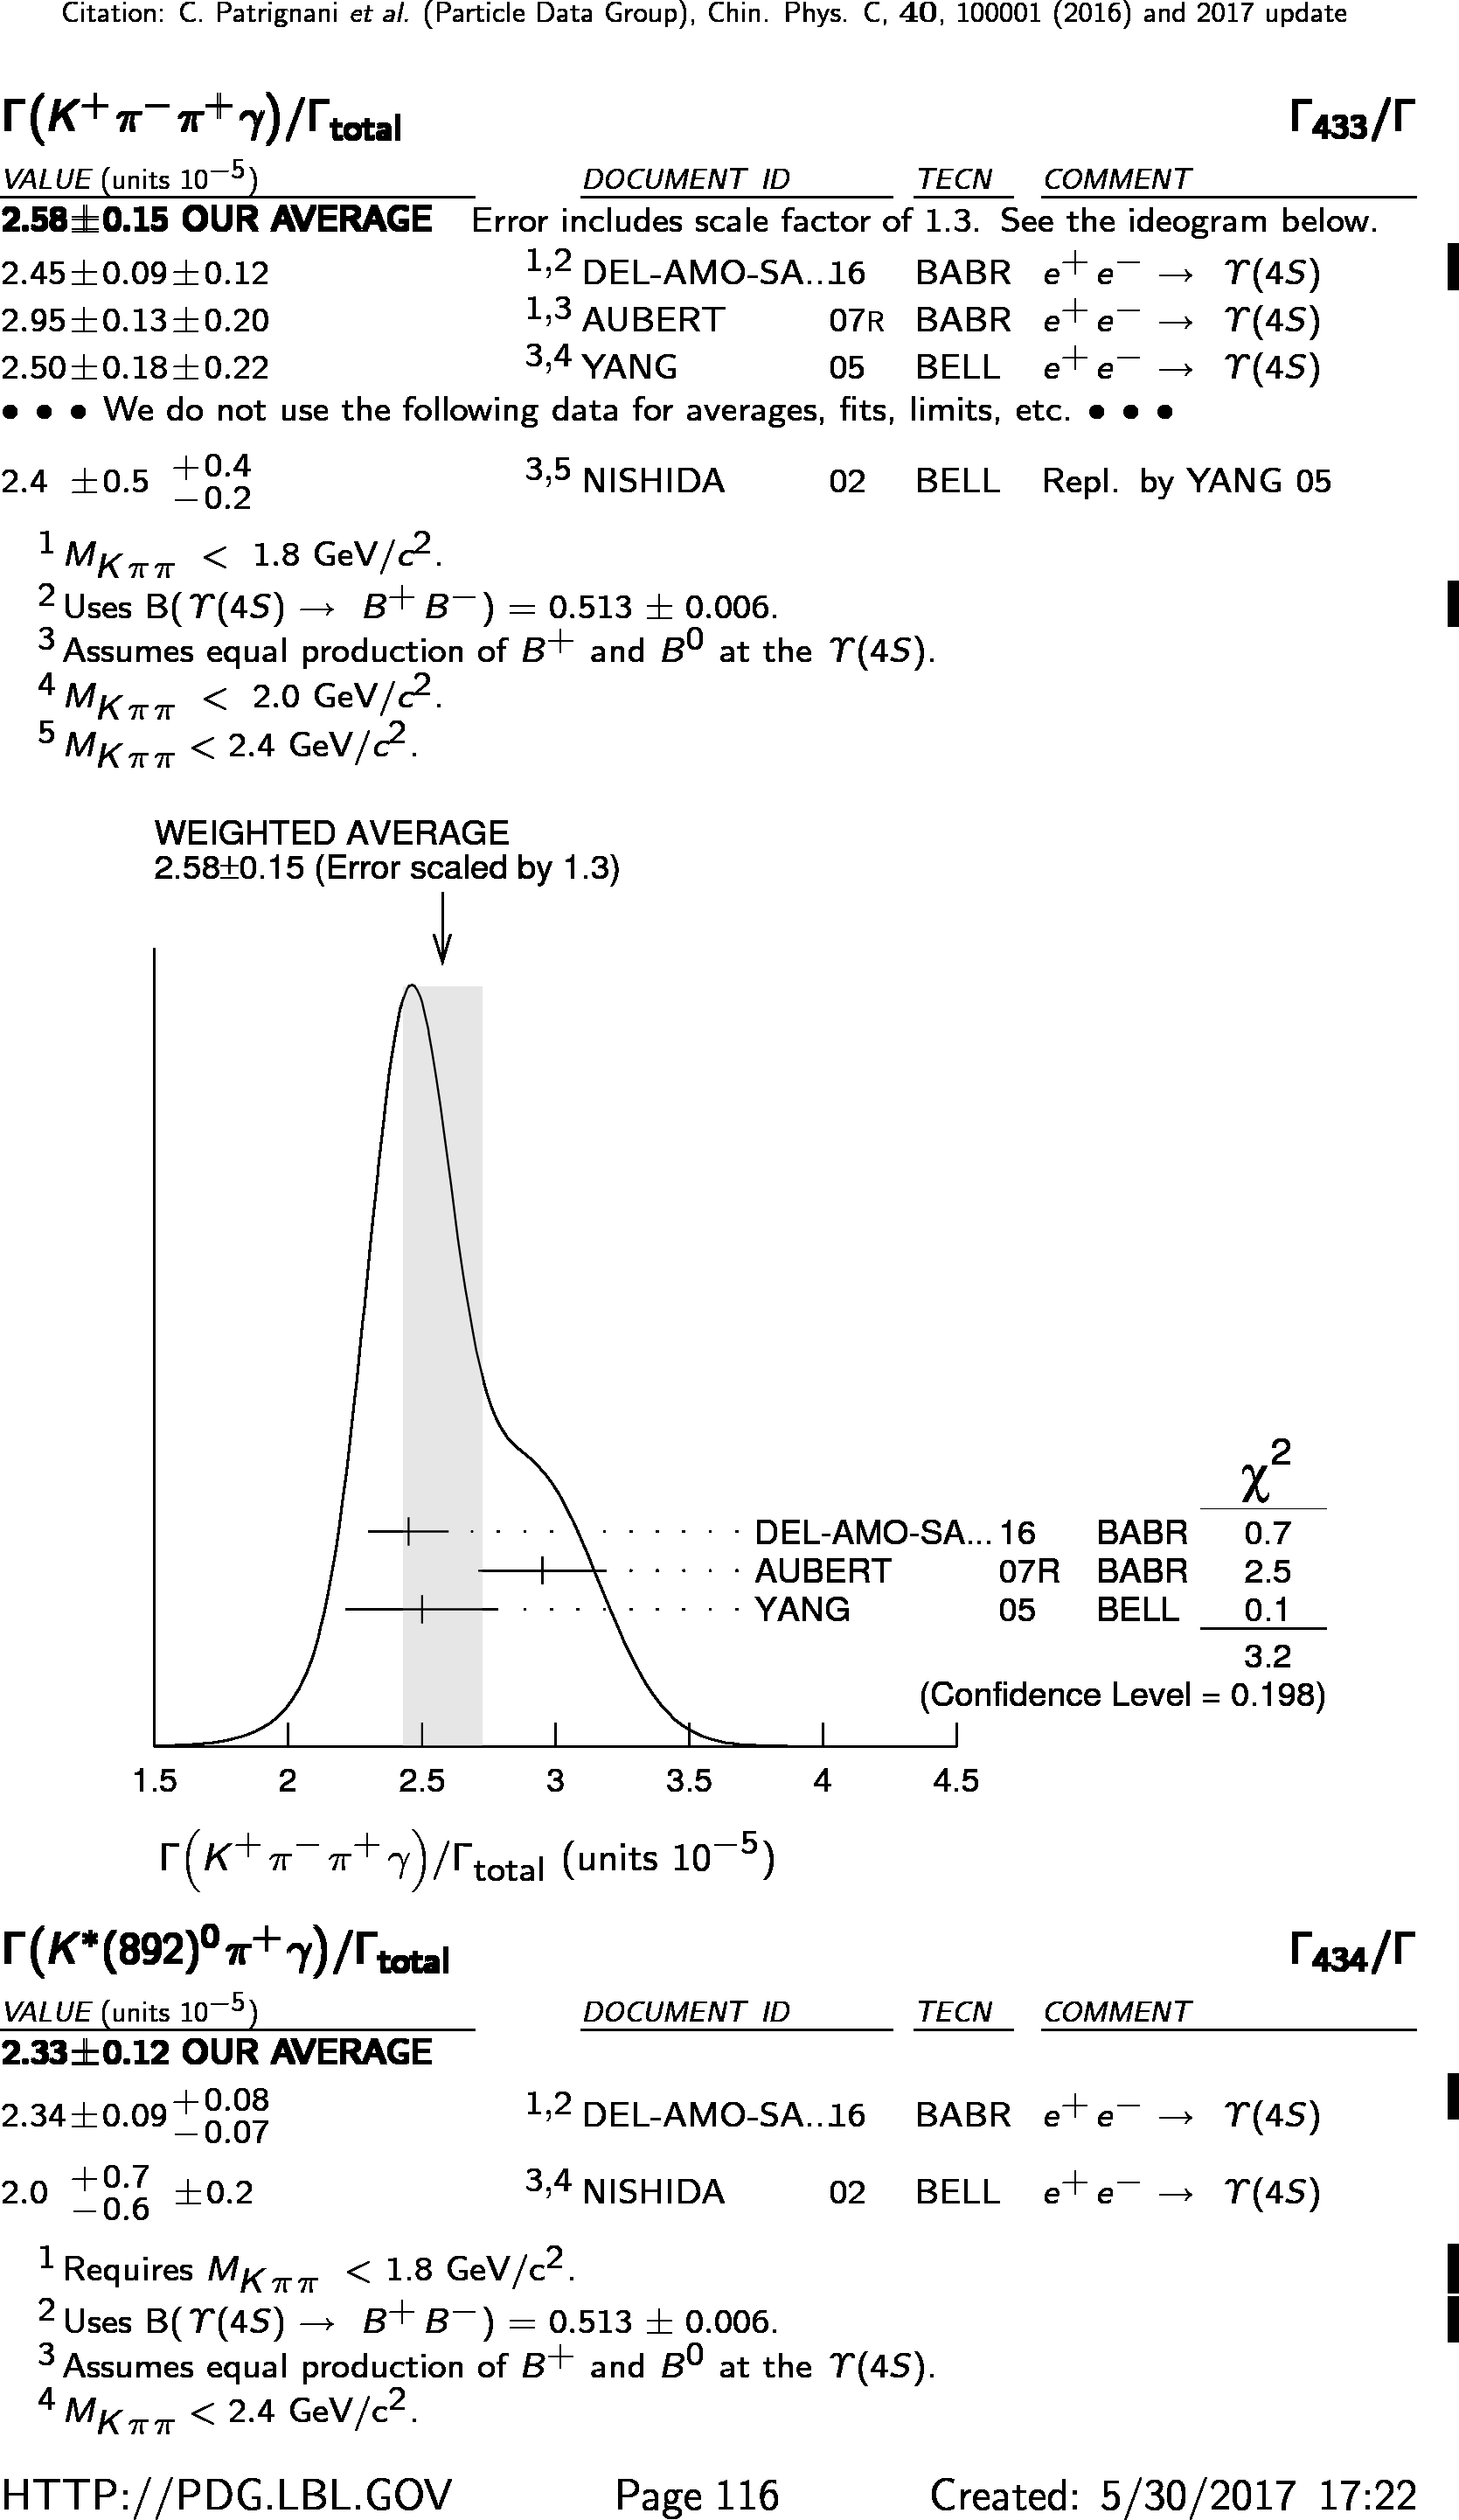 Citation: C. Patrignani et al. (Particle Data Group), Chin. Phys. C, 40, 100001 (2016) and 2017 update
Γ(K⁺π⁻π⁺γ)/Γtotal Γ433/Γ
VALUE (units 10⁻⁵) DOCUMENT ID TECN COMMENT
2.58±0.15 OUR AVERAGE Error includes scale factor of 1.3. See the ideogram below.
2.45±0.09±0.12 1,2 DEL-AMO-SA..16 BABR e⁺e⁻ → ϒ(4S)
2.95±0.13±0.20 1,3 AUBERT 07R BABR e⁺e⁻ → ϒ(4S)
2.50±0.18±0.22 3,4 YANG 05 BELL e⁺e⁻ → ϒ(4S)
• • • We do not use the following data for averages, fits, limits, etc. • • •
2.4 ±0.5 +0.4 −0.2 3,5 NISHIDA 02 BELL Repl. by YANG 05
1 MKππ < 1.8 GeV/c².
2 Uses B(ϒ(4S) → B⁺B⁻) = 0.513 ± 0.006.
3 Assumes equal production of B⁺ and B⁰ at the ϒ(4S).
4 MKππ < 2.0 GeV/c².
5 MKππ < 2.4 GeV/c².
WEIGHTED AVERAGE
2.58±0.15 (Error scaled by 1.3)
χ²
DEL-AMO-SA... 16 BABR 0.7
AUBERT 07R BABR 2.5
YANG 05 BELL 0.1
3.2
(Confidence Level = 0.198)
1.5 2 2.5 3 3.5 4 4.5
Γ(K⁺π⁻π⁺γ)/Γtotal (units 10⁻⁵)
Γ(K*(892)⁰π⁺γ)/Γtotal Γ434/Γ
VALUE (units 10⁻⁵) DOCUMENT ID TECN COMMENT
2.33±0.12 OUR AVERAGE
2.34±0.09 +0.08 −0.07 1,2 DEL-AMO-SA..16 BABR e⁺e⁻ → ϒ(4S)
2.0 +0.7 −0.6 ±0.2 3,4 NISHIDA 02 BELL e⁺e⁻ → ϒ(4S)
1 Requires MKππ < 1.8 GeV/c².
2 Uses B(ϒ(4S) → B⁺B⁻) = 0.513 ± 0.006.
3 Assumes equal production of B⁺ and B⁰ at the ϒ(4S).
4 MKππ < 2.4 GeV/c².
HTTP://PDG.LBL.GOV Page 116 Created: 5/30/2017 17:22